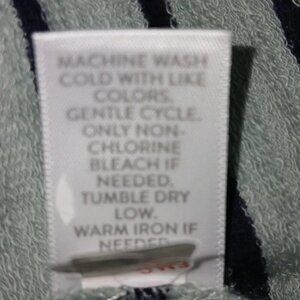 MACHINE WASH
COLD WITH LIKE
COLORS.
GENTLE CYCLE.
ONLY NON-
CHLORINE
BLEACH IF
NEEDED.
TUMBLE DRY
LOW.
WARM IRON IF
NEEDED